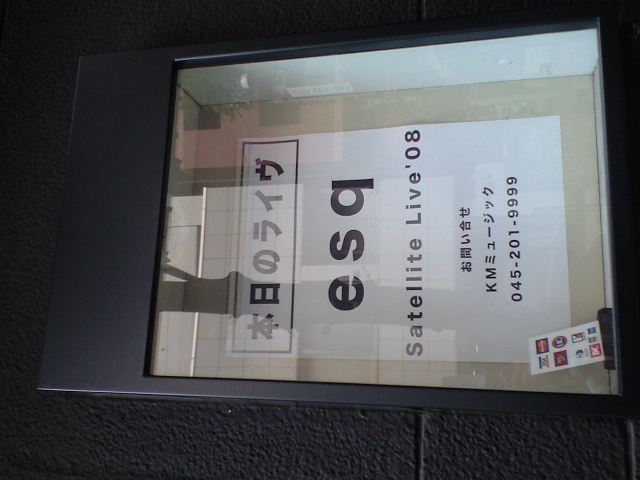 本日のライヴ
esq
Satellite Live'08
お問い合せ
KMミュージック
045-201-9999